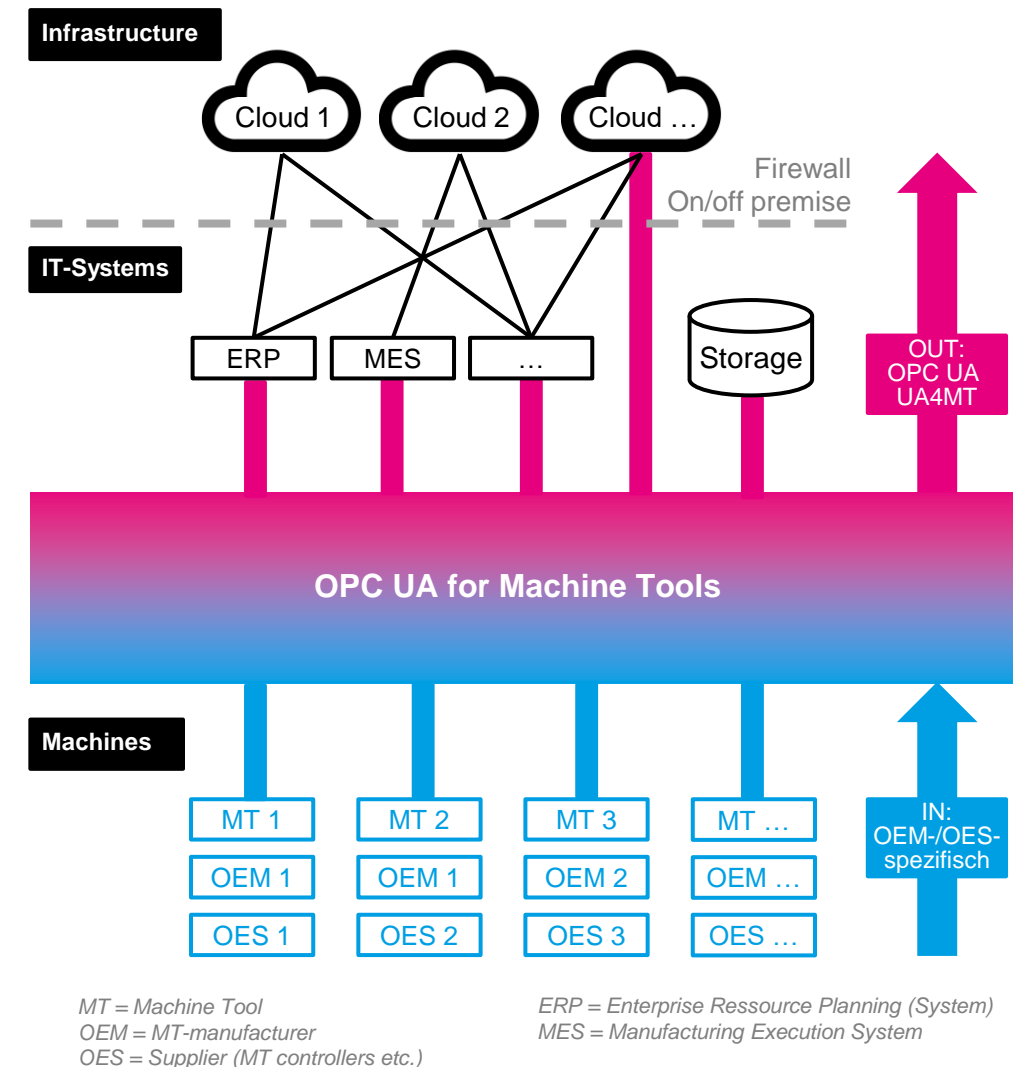 Infrastructure
Cloud 1
Cloud 2
Cloud …
Firewall
On/off premise
IT-Systems
ERP
MES
…
Storage
OUT:
OPC UA
UA4MT
OPC UA for Machine Tools
Machines
MT 1
MT 2
MT 3
MT …
IN:
OEM-/OES-
spezifisch
OEM 1
OEM 1
OEM 2
OEM …
OES 1
OES 2
OES 3
OES …
MT = Machine Tool
OEM = MT-manufacturer
OES = Supplier (MT controllers etc.)
ERP = Enterprise Ressource Planning (System)
MES = Manufacturing Execution System